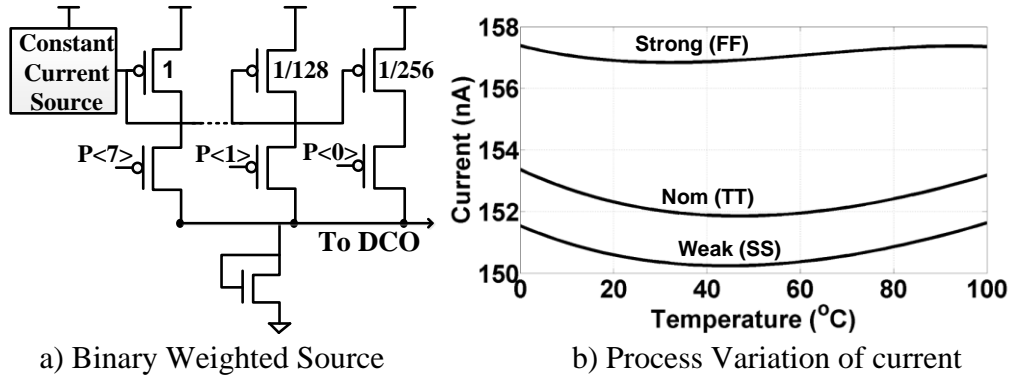 Constant
Current
Source
1
1/128
1/256
P<7>
P<1>
P<0>
To DCO
a) Binary Weighted Source
158
156
154
152
150
Current (nA)
Strong (FF)
Nom (TT)
Weak (SS)
0 20 40 60 80 100
Temperature (°C)
b) Process Variation of current